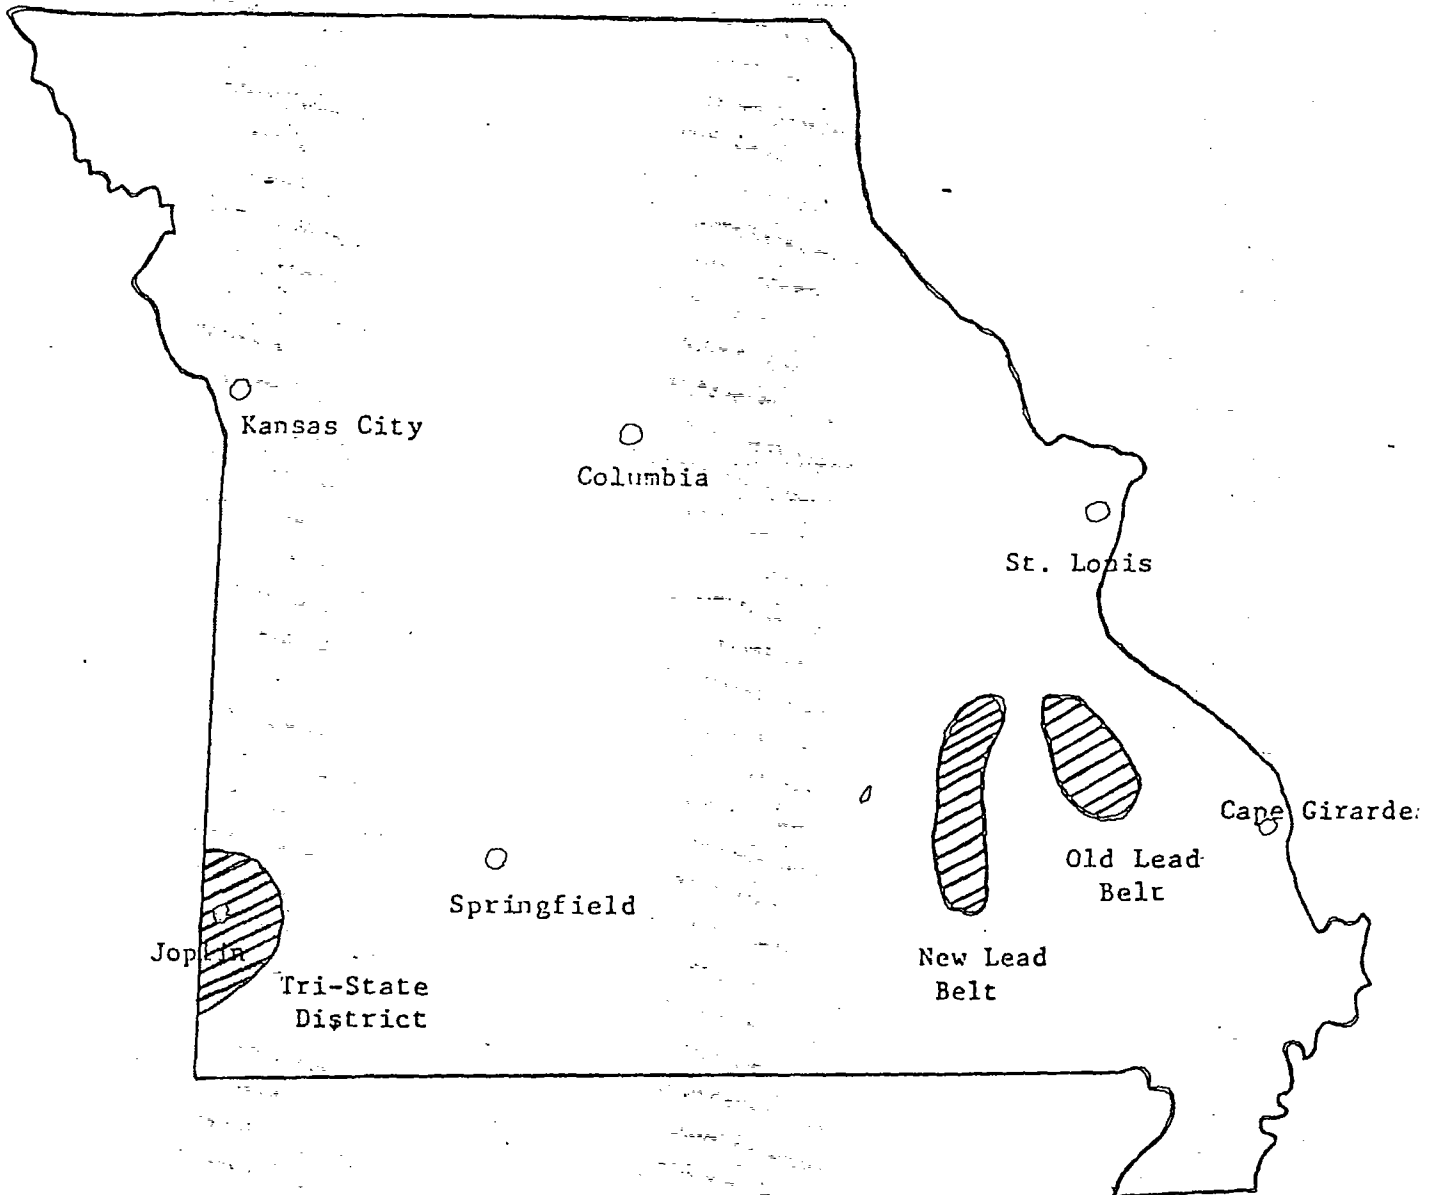 Kansas City
Columbia
St. Louis
Cape Girarde
Old Lead
Belt
Springfield
Joplin
New Lead
Belt
Tri-State
District